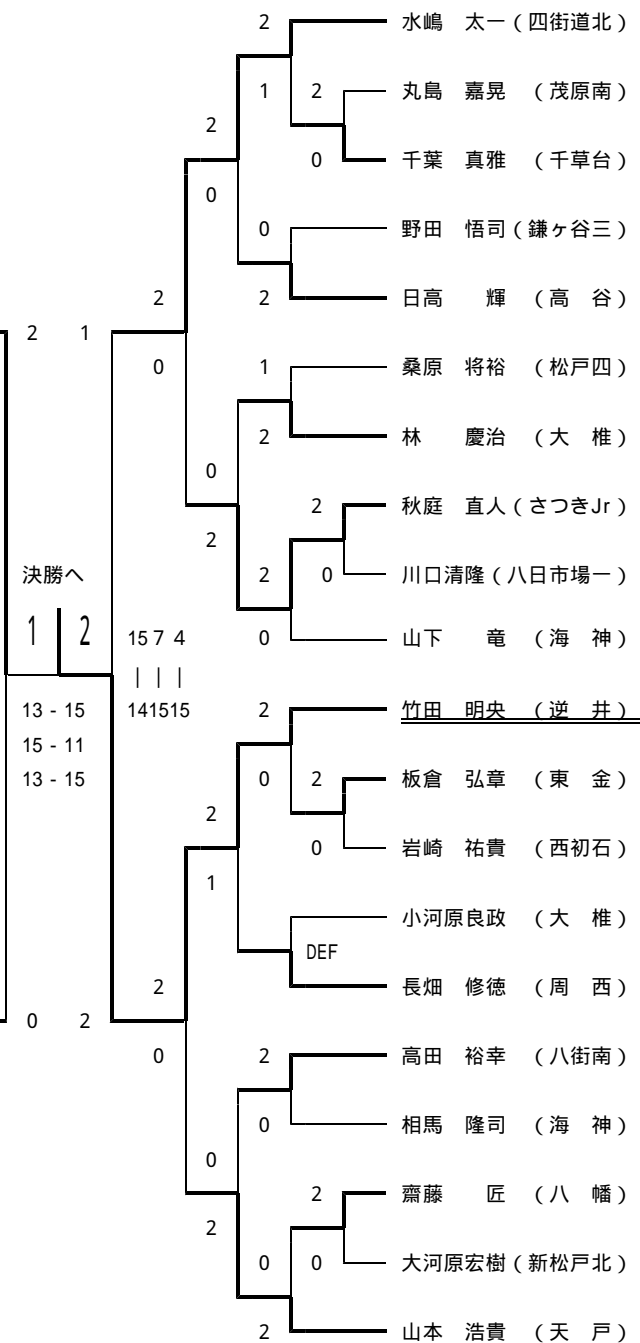 2 水嶋 太一(四街道北)
1 2 丸島 嘉晃 (茂原南)
2
0 千葉 真雅 (千草台)
0
0 野田 悟司(鎌ヶ谷三)
2 2 日高 輝 (高 谷)
2 1
0 1 桑原 将裕 (松戸四)
2 林 慶治 (大 椎)
0
2 秋庭 直人(さつきJr)
2
決勝へ 2 0 川口清隆(八日市場一)
1 2 15 7 4 0 山下 竜 (海 神)
| | |
13 - 15 141515 2 竹田 明央 (逆 井)
15 - 11
13 - 15 0 2 板倉 弘章 (東 金)
2
0 岩崎 祐貴 (西初石)
1
小河原良政 (大 椎)
DEF
2 長畑 修徳 (周 西)
0 2
0 2 高田 裕幸 (八街南)
0 相馬 隆司 (海 神)
0
2 齋藤 匠 (八 幡)
2
0 0 大河原宏樹(新松戸北)
2 山本 浩貴 (天 戸)